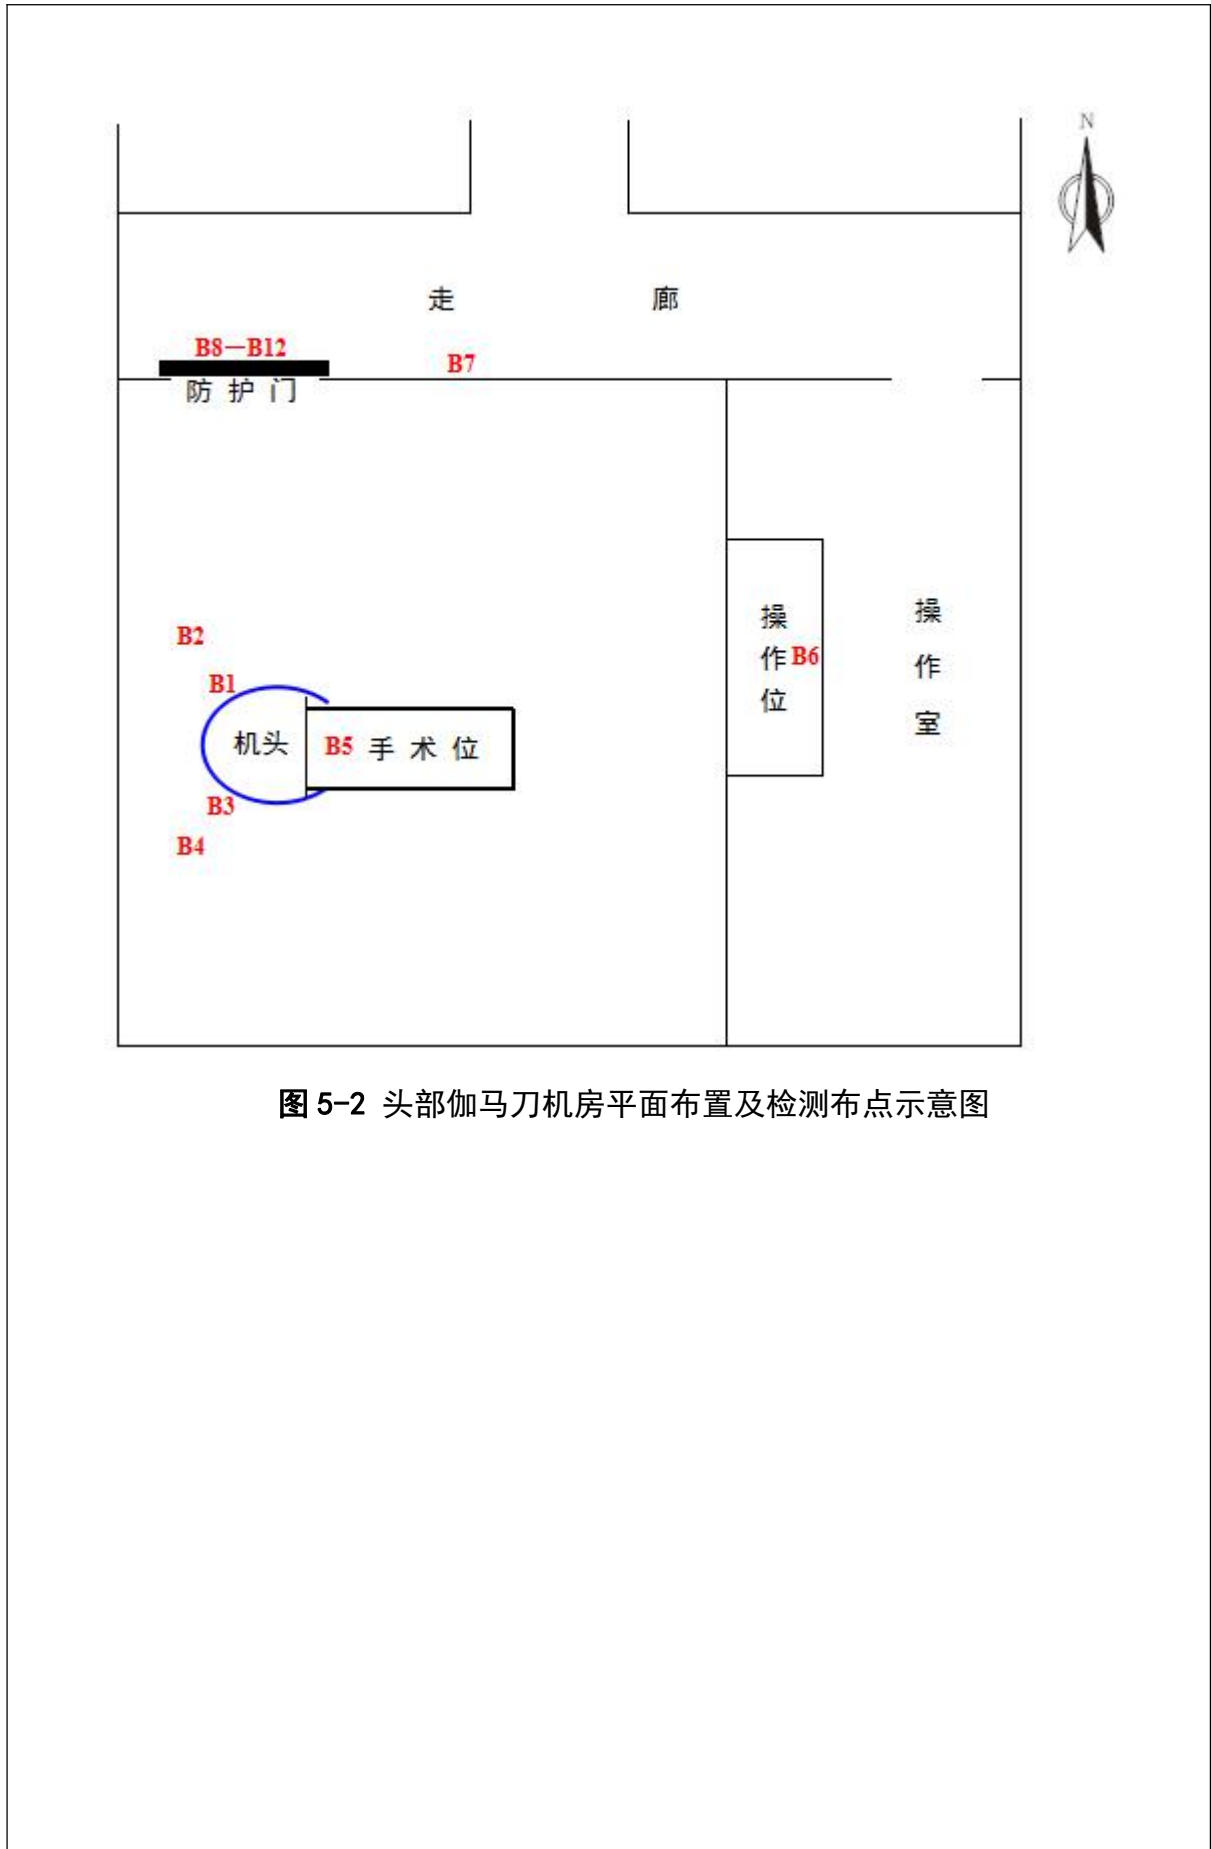 N
走 廊
B8—B12
B7
防 护 门
操作位
B6
操作室
B2
B1
机头
B5
手 术 位
B3
B4
图 5-2 头部伽马刀机房平面布置及检测布点示意图